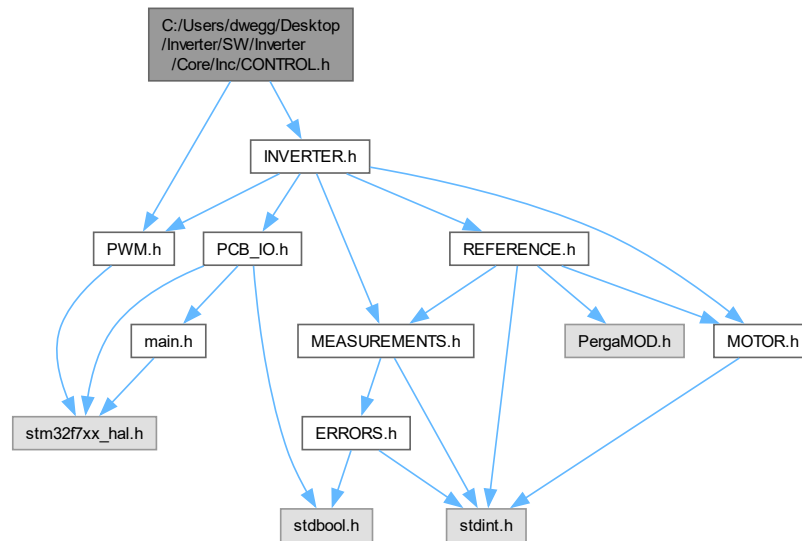 C:/Users/dwegg/Desktop
/Inverter/SW/Inverter
/Core/Inc/CONTROL.h
INVERTER.h
PWM.h
PCB_IO.h
REFERENCE.h
main.h
MEASUREMENTS.h
PergaMOD.h
MOTOR.h
stm32f7xx_hal.h
ERRORS.h
stdbool.h
stdint.h